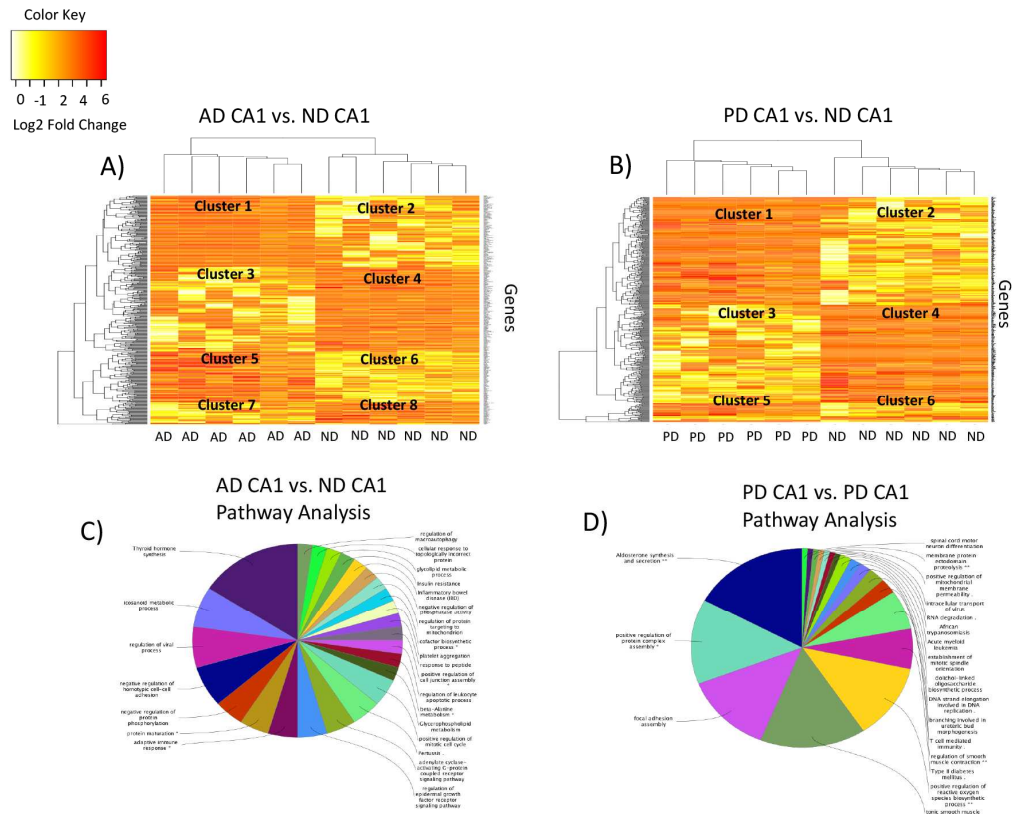 Color Key
0 -1 2 4 6
Log2 Fold Change
AD CA1 vs. ND CA1
A)
Cluster 1
Cluster 2
Cluster 3
Cluster 4
Cluster 5
Cluster 6
Cluster 7
Cluster 8
Genes
AD AD AD AD AD AD ND ND ND ND ND ND
PD CA1 vs. ND CA1
B)
Cluster 1
Cluster 2
Cluster 3
Cluster 4
Cluster 5
Cluster 6
Genes
PD PD PD PD PD PD ND ND ND ND ND ND
AD CA1 vs. ND CA1
Pathway Analysis
C)
Thyroid hormone
synthesis
icosanoid metabolic
process
regulation of viral
process
negative regulation of
homotypic cell-cell
adhesion
negative regulation of
protein
phosphorylation
protein maturation *
adaptive immune
response *
regulation of
macroautophagy
cellular response to
topologically incorrect
protein
glycolipid metabolic
process
Insulin resistance
Inflammatory bowel
disease (IBD)
negative regulation of
phosphatase activity
regulation of protein
targeting to
mitochondrion
cofactor biosynthetic
process *
platelet aggregation
response to peptide
positive regulation of
cell junction assembly
regulation of leukocyte
apoptotic process
beta-Alanine
metabolism *
Glycerophospholipid
metabolism
positive regulation of
mitotic cell cycle
Pertussis .
adenylate cyclase-
activating G-protein
coupled receptor
signaling pathway
regulation of
epidermal growth
factor receptor
signaling pathway
PD CA1 vs. PD CA1
Pathway Analysis
D)
Aldosterone synthesis
and secretion **
positive regulation of
protein complex
assembly *
focal adhesion
assembly
spinal cord motor
neuron differentiation
membrane protein
ectodomain
proteolysis **
positive regulation of
mitochondrial
membrane
permeability .
intracellular transport
of virus
RNA degradation .
African
trypanosomiasis
Acute myeloid
leukemia
establishment of
mitotic spindle
orientation
dolichol-linked
oligosaccharide
biosynthetic process
DNA strand elongation
involved in DNA
replication .
branching involved in
ureteric bud
morphogenesis
T cell mediated
immunity .
regulation of smooth
muscle contraction **
Type II diabetes
mellitus .
positive regulation of
reactive oxygen
species biosynthetic
process **
tonic smooth muscle